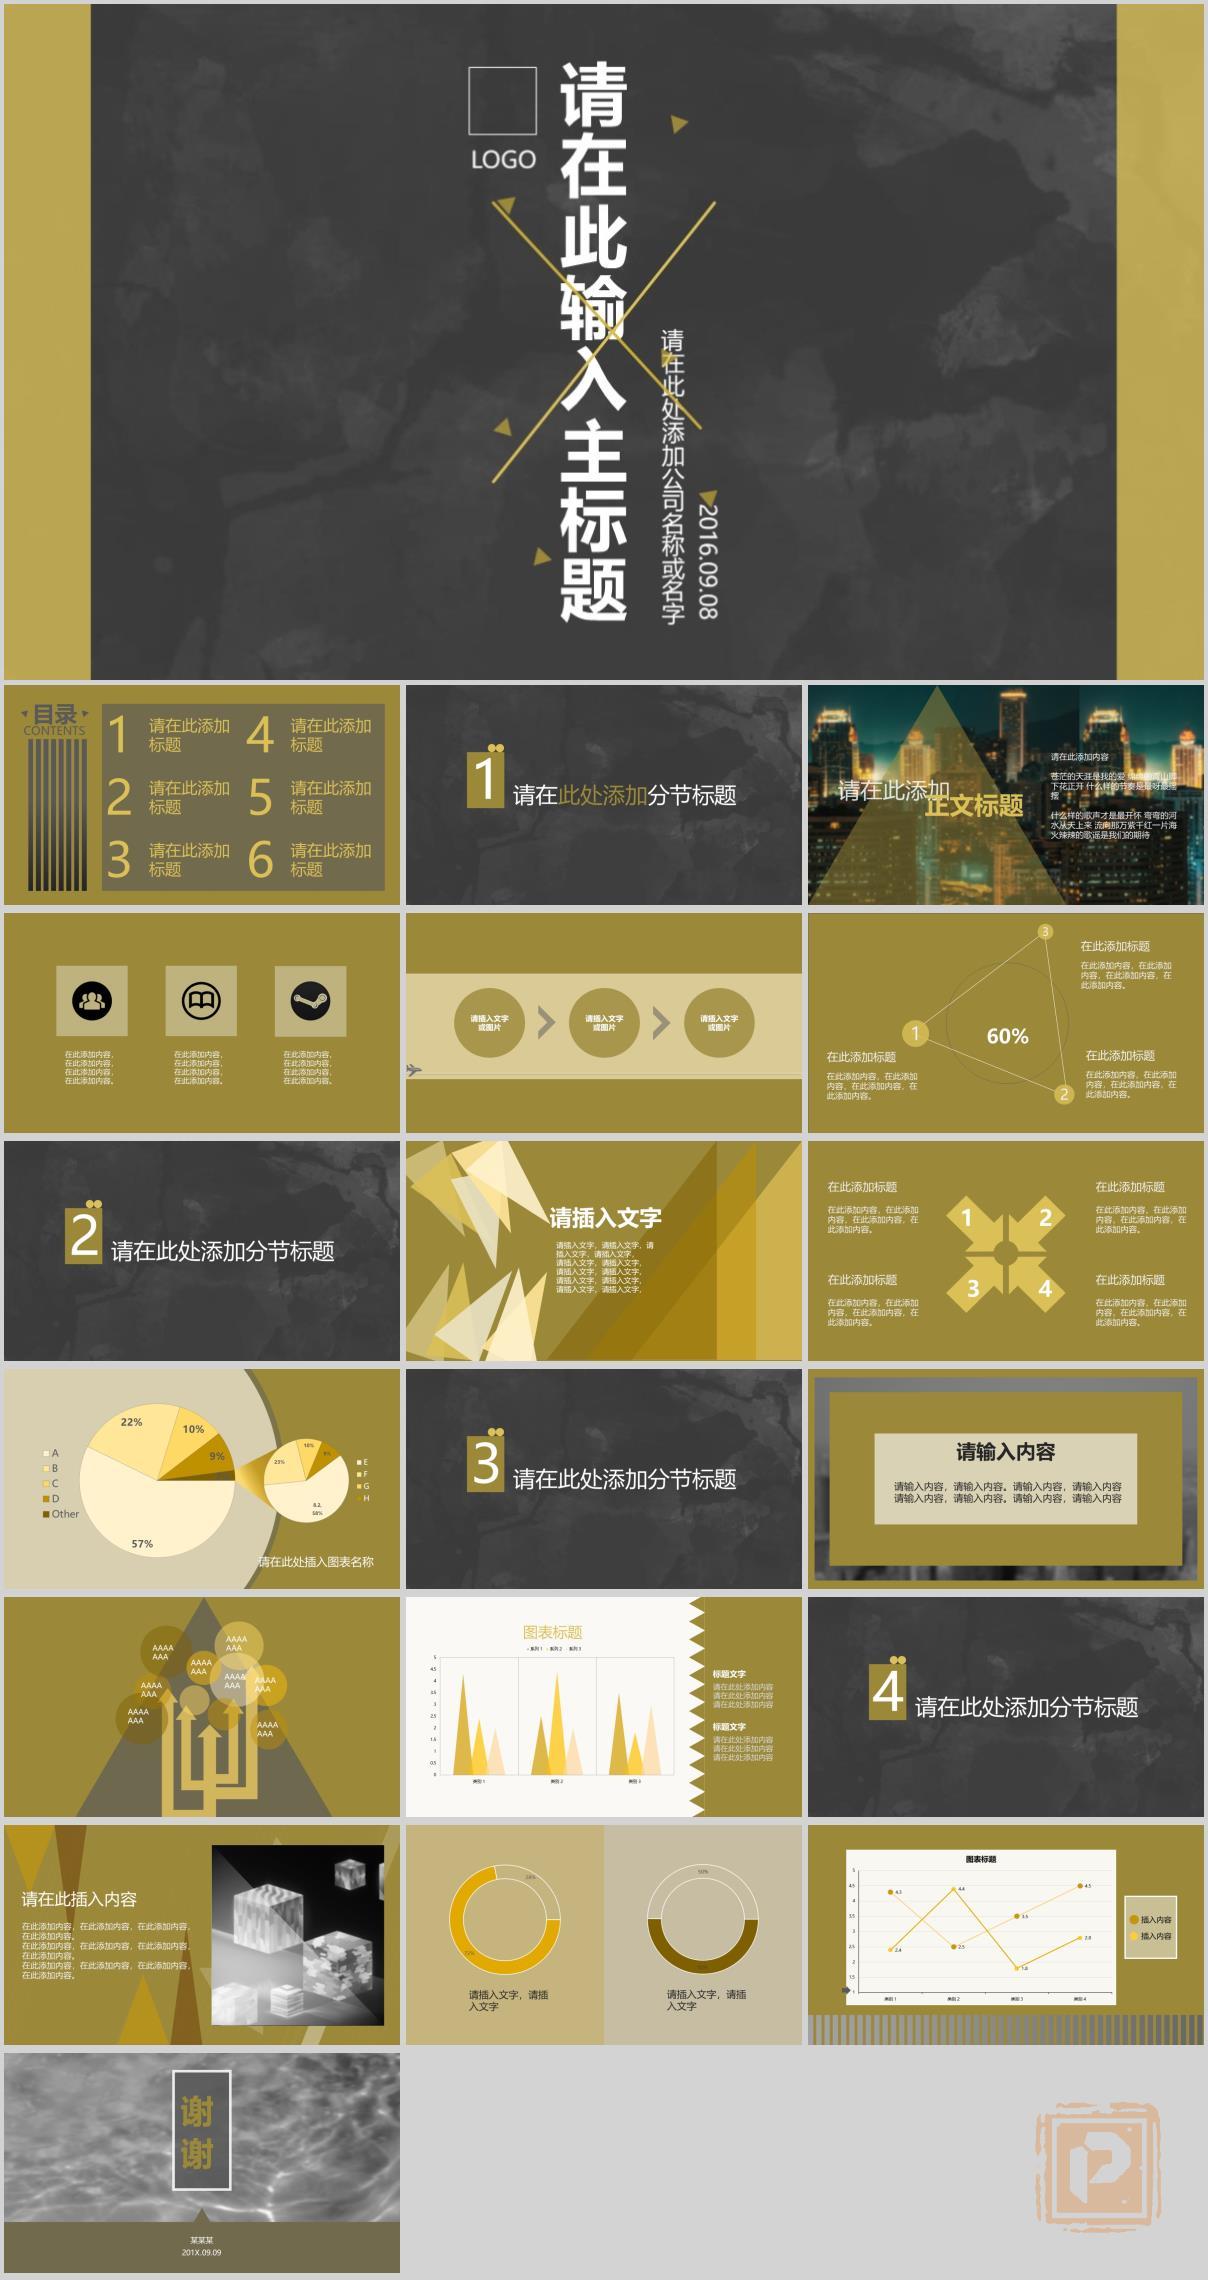 LOGO
请在此输入主标题
请在此处添加公司名称或名字
2016.09.08
目录
CONTENTS
1
请在此添加
标题
4
请在此添加
标题
2
请在此添加
标题
5
请在此添加
标题
3
请在此添加
标题
6
请在此添加
标题
1
请在此处添加分节标题
请在此添加
正文标题
请在此添加内容
下花正开 什么样的节奏是最呀最摇
摆
什么样的歌声才是最开怀 弯弯的河
水从天上来 流向那万紫千红一片海
火辣辣的歌谣是我们的期待
在此添加内容,
在此添加内容,
在此添加内容,
在此添加内容。
在此添加内容,
在此添加内容,
在此添加内容,
在此添加内容。
在此添加内容,
在此添加内容,
在此添加内容,
在此添加内容。
请插入文字
或图片
请插入文字
或图片
请插入文字
或图片
3
在此添加标题
在此添加内容，在此添加
内容，在此添加内容，在
此添加内容。
1
60%
在此添加标题
在此添加内容，在此添加
内容，在此添加内容，在
此添加内容。
在此添加标题
在此添加内容，在此添加
内容，在此添加内容，在
此添加内容。
2
2
请在此处添加分节标题
请插入文字
请插入文字，请插入文字，请
插入文字，请插入文字，
请插入文字，请插入文字，
请插入文字，请插入文字，
请插入文字，请插入文字，
请插入文字，请插入文字，
在此添加标题
在此添加内容，在此添加
内容，在此添加内容，在
此添加内容。
1
2
在此添加标题
在此添加内容，在此添加
内容，在此添加内容，在
此添加内容。
在此添加标题
在此添加内容，在此添加
内容，在此添加内容，在
此添加内容。
3
4
在此添加标题
在此添加内容，在此添加
内容，在此添加内容，在
此添加内容。
22%
10%
9%
57%
A
B
C
D
Other
23%
18%
9%
8.2,
58%
E
F
G
H
请在此处插入图表名称
3
请在此处添加分节标题
请输入内容
请输入内容，请输入内容。请输入内容，请输入内容
请输入内容，请输入内容。请输入内容，请输入内容
AAAA
AAA
AAAA
AAA
AAAA
AAA
AAAA
AAA
AAAA
AAA
AAAA
AAA
AAAA
AAA
AAAA
AAA
图表标题
系列 1 系列 2 系列 3
5
4.5
4
3.5
3
2.5
2
1.5
1
0.5
0
类别 1
类别 2
类别 3
标题文字
请在此处添加内容
请在此处添加内容
请在此处添加内容
标题文字
请在此处添加内容
请在此处添加内容
请在此处添加内容
4
请在此处添加分节标题
请在此插入内容
在此添加内容，在此添加内容，在此添加内容，
在此添加内容。
在此添加内容，在此添加内容，在此添加内容，
在此添加内容。
在此添加内容，在此添加内容，在此添加内容，
在此添加内容。
28%
72%
请插入文字，请插
入文字
50%
请插入文字，请插
入文字
图表标题
5
4.5
4
3.5
3
2.5
2
1.5
1
4.3
2.4
4.4
2.5
3.5
1.8
4.5
2.8
类别 1
类别 2
类别 3
类别 4
插入内容
插入内容
谢谢
某某某
201X.09.09